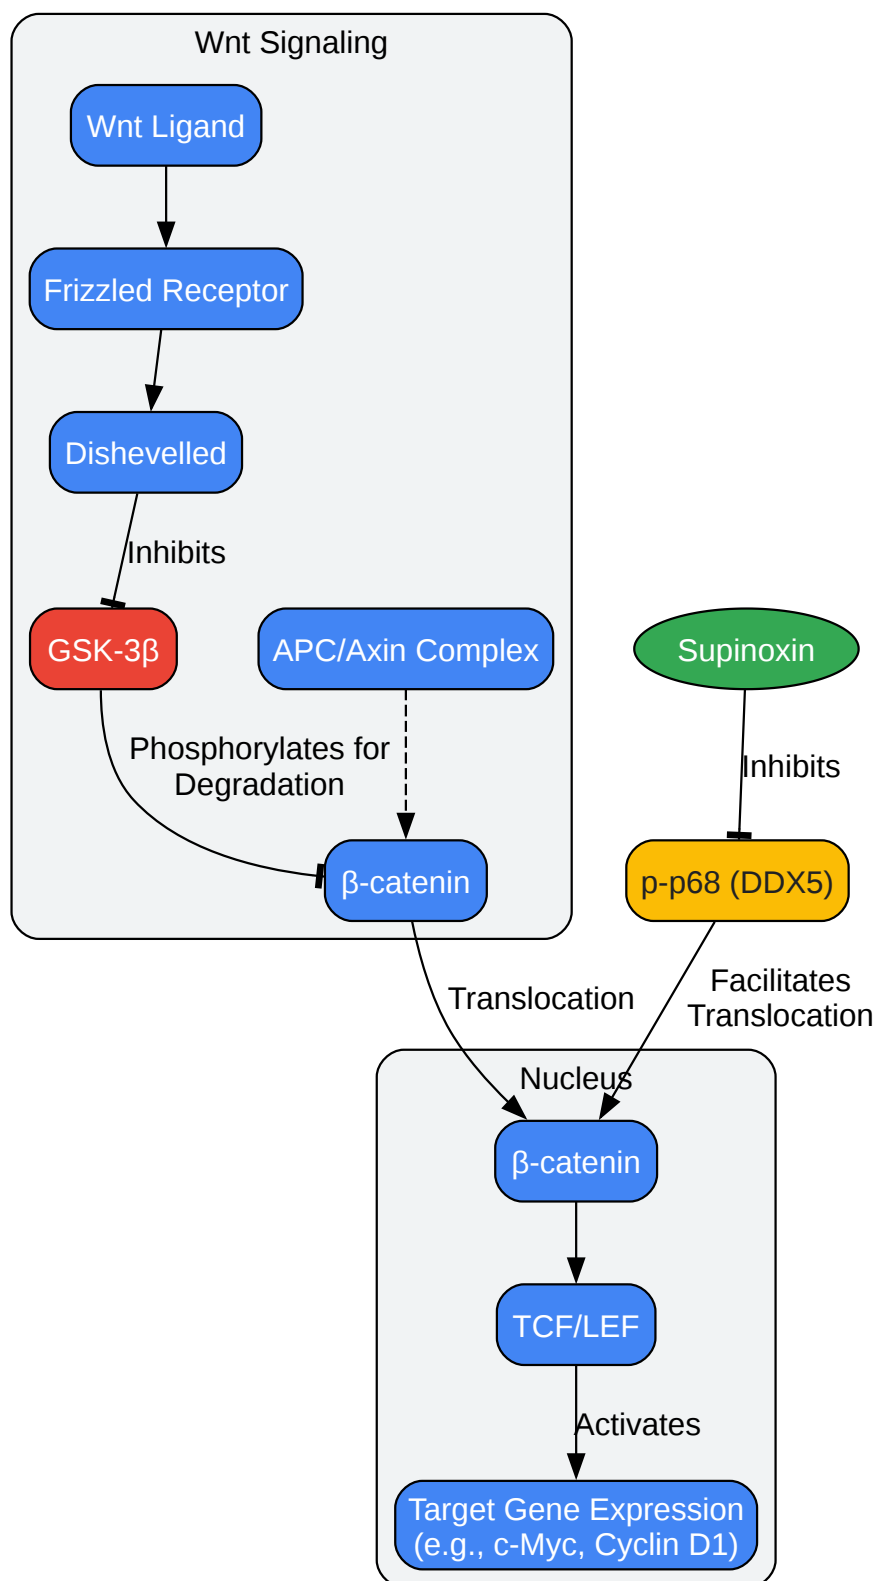 Wnt Signaling
Wnt Ligand
Frizzled Receptor
Dishevelled
Inhibits
GSK-3β
APC/Axin Complex
Supinoxin
Phosphorylates for
Degradation
Inhibits
β-catenin
p-p68 (DDX5)
Translocation
Facilitates
Translocation
Nucleus
β-catenin
TCF/LEF
Activates
Target Gene Expression
(e.g., c-Myc, Cyclin D1)